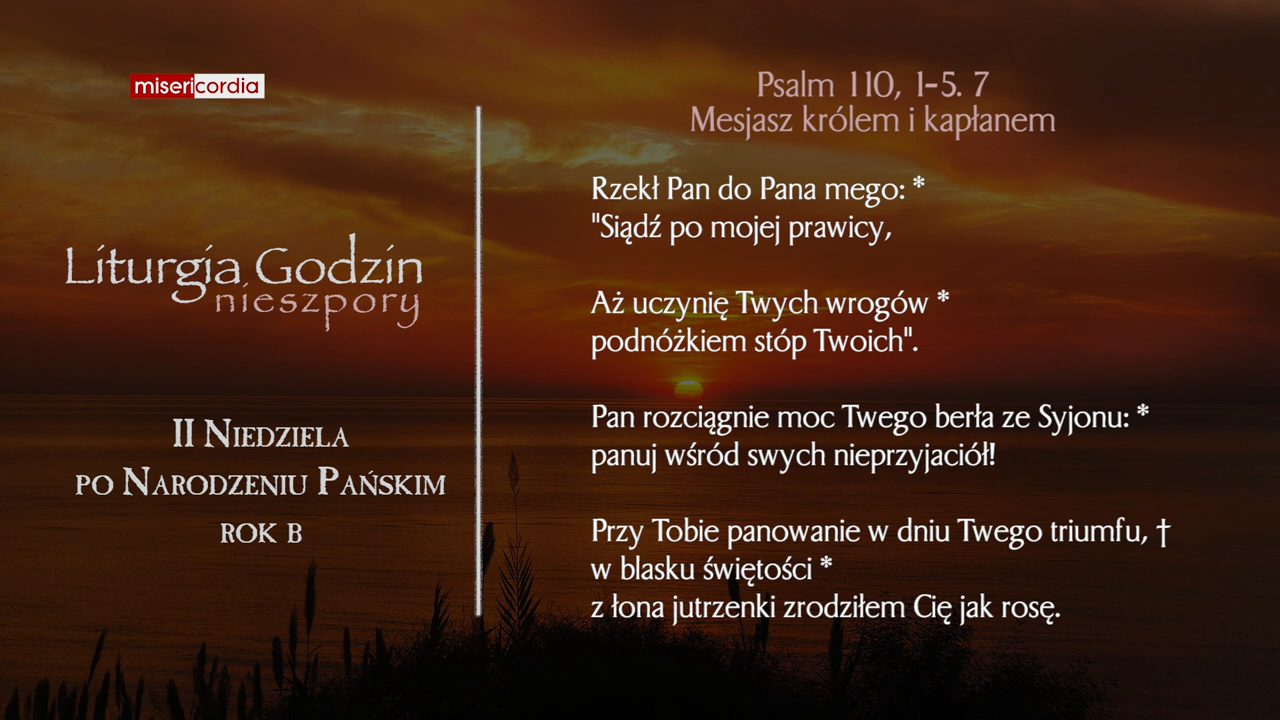 misericordia
Liturgia Godzin
nieszpory
II Niedziela
po Narodzeniu Pańskim
rok B
Psalm 110, 1-5. 7
Mesjasz królem i kapłanem
Rzekł Pan do Pana mego: *
"Siądź po mojej prawicy,
Aż uczynię Twych wrogów *
podnóżkiem stóp Twoich".
Pan rozciągnie moc Twego berła ze Syjonu: *
panuj wśród swych nieprzyjaciół!
Przy Tobie panowanie w dniu Twego triumfu, †
w blasku świętości *
z łona jutrzenki zrodziłem Cię jak rosę.